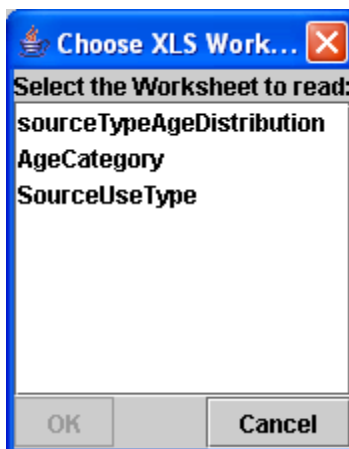 Choose XLS Work...
Select the Worksheet to read:
sourceTypeAgeDistribution
AgeCategory
SourceUseType
OK
Cancel